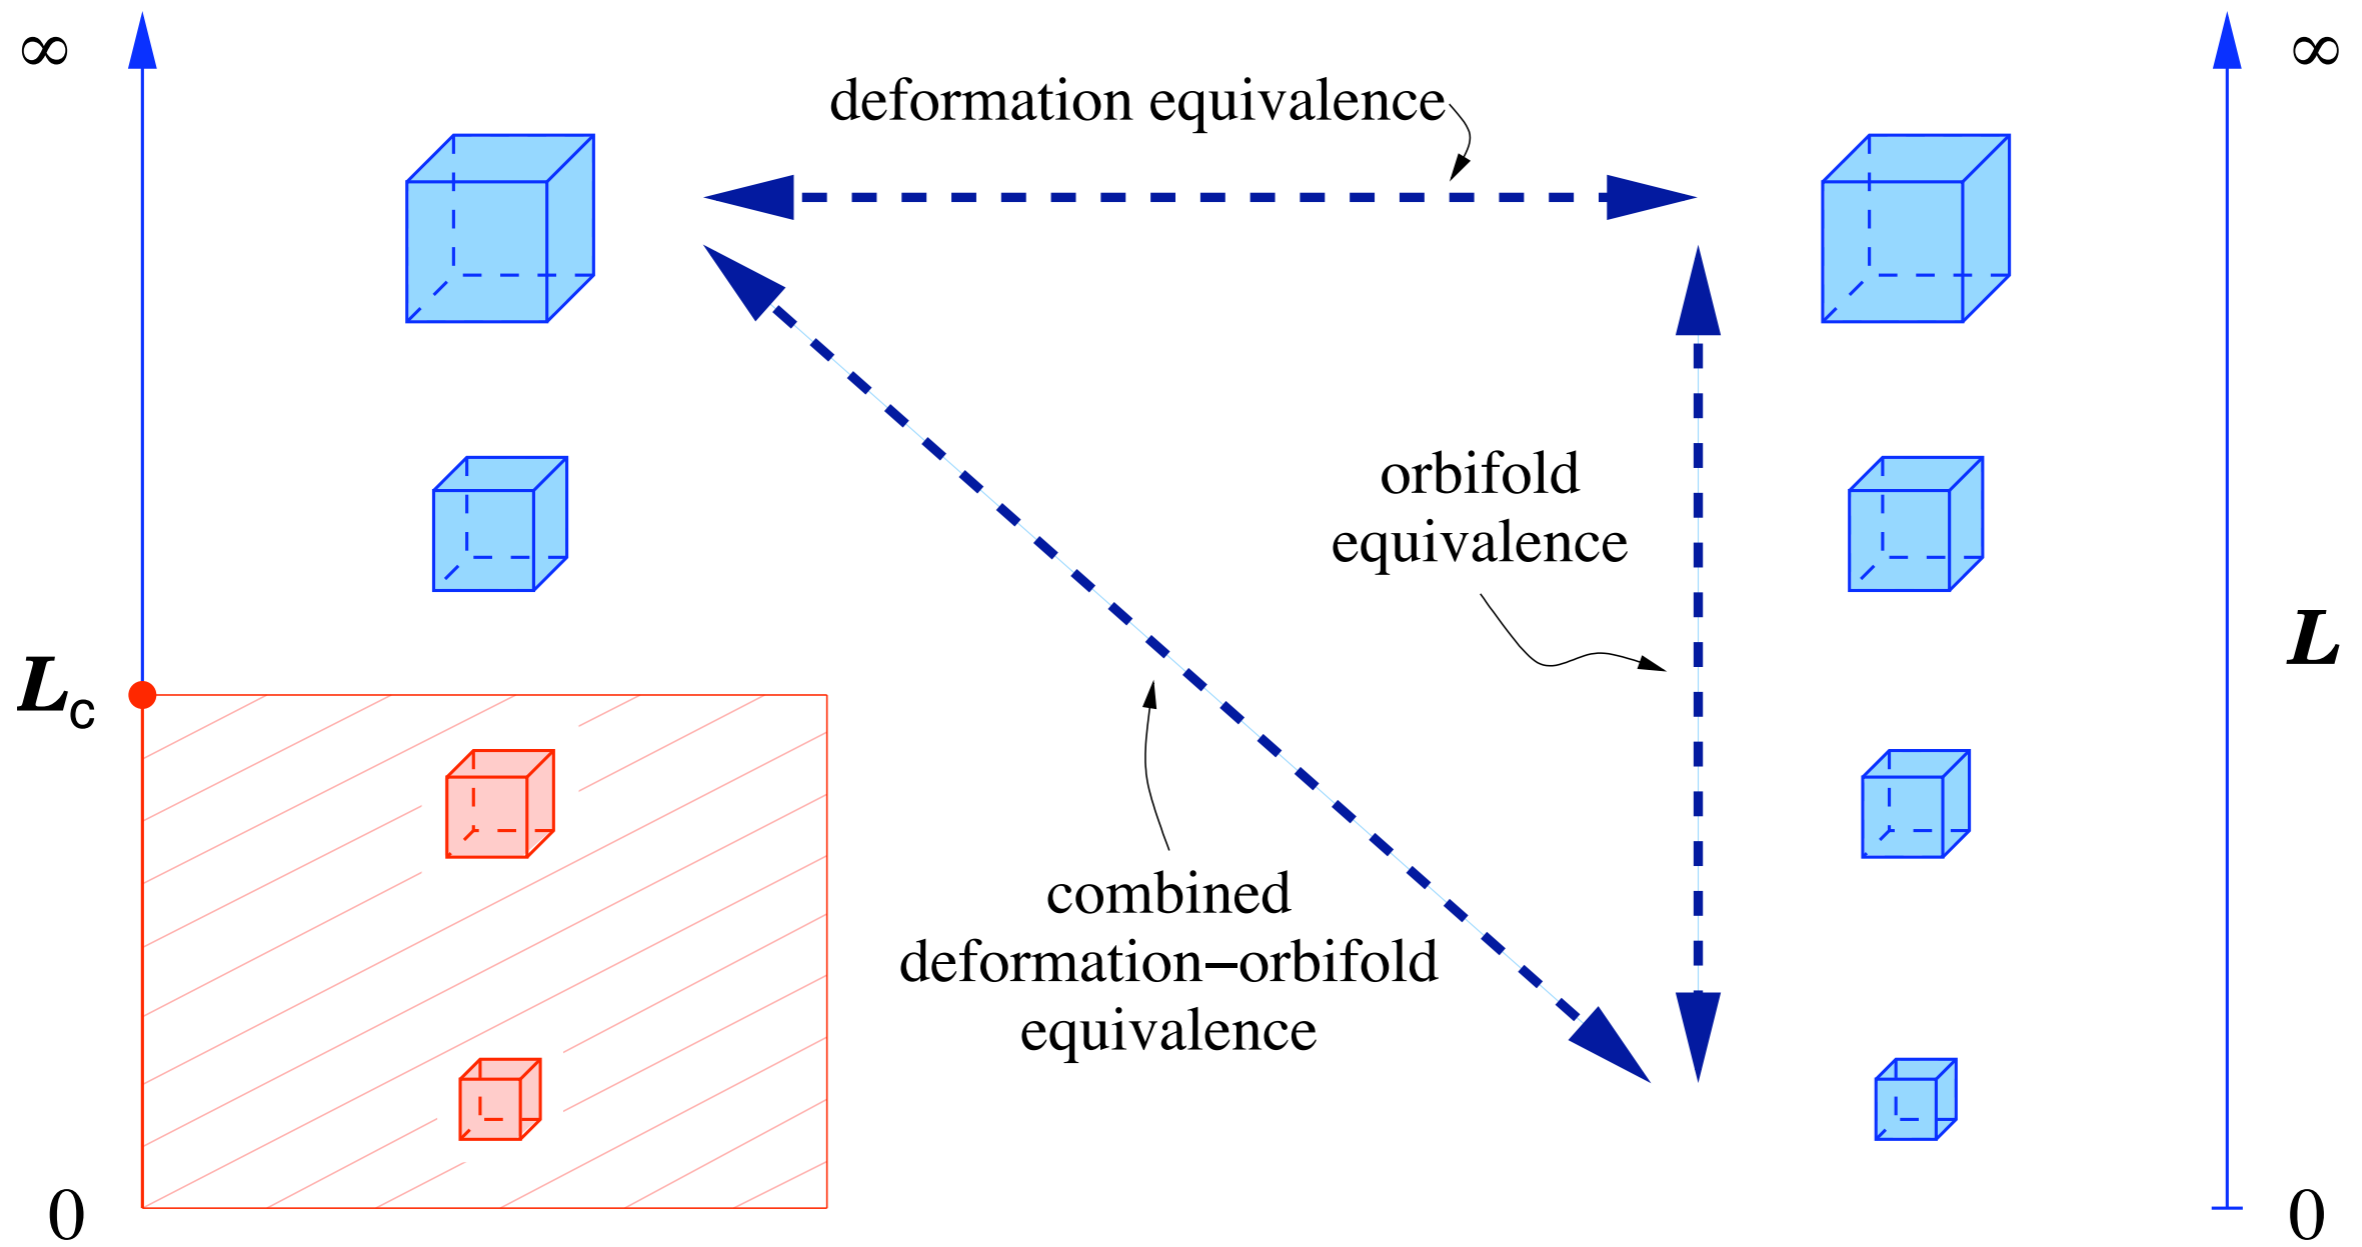 ∞
∞
deformation equivalence
orbifold
equivalence
L
Lc
combined
deformation–orbifold
equivalence
0
0